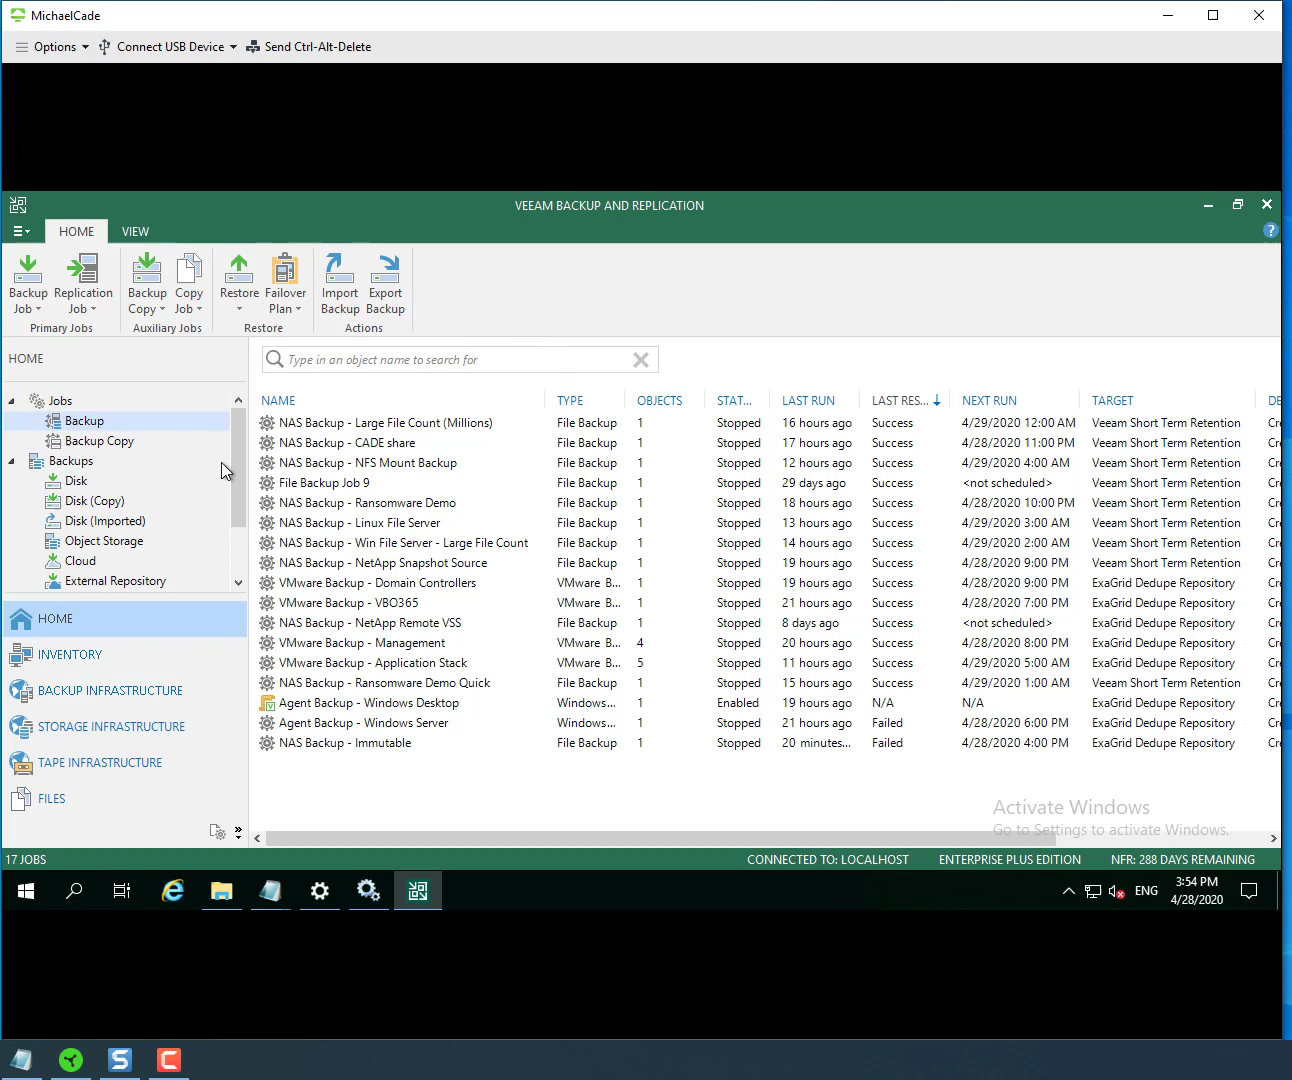 MichaelCade
Options Connect USB Device Send Ctrl-Alt-Delete
VEEAM BACKUP AND REPLICATION
HOME VIEW
?
Backup Job Replication Job Backup Copy Copy Job Restore Failover Plan Import Backup Export Backup
Primary Jobs Auxiliary Jobs Restore Actions
HOME
Type in an object name to search for
Jobs
Backup
Backup Copy
Backups
Disk
Disk (Copy)
Disk (Imported)
Object Storage
Cloud
External Repository
HOME
INVENTORY
BACKUP INFRASTRUCTURE
STORAGE INFRASTRUCTURE
TAPE INFRASTRUCTURE
FILES
NAME TYPE OBJECTS STAT... LAST RUN LAST RES... NEXT RUN TARGET DE
NAS Backup - Large File Count (Millions) File Backup 1 Stopped 16 hours ago Success 4/29/2020 12:00 AM Veeam Short Term Retention Cre
NAS Backup - CADE share File Backup 1 Stopped 17 hours ago Success 4/28/2020 11:00 PM Veeam Short Term Retention Cre
NAS Backup - NFS Mount Backup File Backup 1 Stopped 12 hours ago Success 4/29/2020 4:00 AM Veeam Short Term Retention Cre
File Backup Job 9 File Backup 1 Stopped 29 days ago Success <not scheduled> Veeam Short Term Retention Cre
NAS Backup - Ransomware Demo File Backup 1 Stopped 18 hours ago Success 4/28/2020 10:00 PM Veeam Short Term Retention Cre
NAS Backup - Linux File Server File Backup 1 Stopped 13 hours ago Success 4/29/2020 3:00 AM Veeam Short Term Retention Cre
NAS Backup - Win File Server - Large File Count File Backup 1 Stopped 14 hours ago Success 4/29/2020 2:00 AM Veeam Short Term Retention Cre
NAS Backup - NetApp Snapshot Source File Backup 1 Stopped 19 hours ago Success 4/28/2020 9:00 PM Veeam Short Term Retention Cre
VMware Backup - Domain Controllers VMware B... 1 Stopped 19 hours ago Success 4/28/2020 9:00 PM ExaGrid Dedupe Repository Cre
VMware Backup - VBO365 VMware B... 1 Stopped 21 hours ago Success 4/28/2020 7:00 PM ExaGrid Dedupe Repository Cre
NAS Backup - NetApp Remote VSS File Backup 1 Stopped 8 days ago Success <not scheduled> ExaGrid Dedupe Repository Cre
VMware Backup - Management VMware B... 4 Stopped 20 hours ago Success 4/28/2020 8:00 PM ExaGrid Dedupe Repository Cre
VMware Backup - Application Stack VMware B... 5 Stopped 11 hours ago Success 4/29/2020 5:00 AM ExaGrid Dedupe Repository Cre
NAS Backup - Ransomware Demo Quick File Backup 1 Stopped 15 hours ago Success 4/29/2020 1:00 AM Veeam Short Term Retention Cre
Agent Backup - Windows Desktop Windows... 1 Enabled 19 hours ago N/A N/A ExaGrid Dedupe Repository Cre
Agent Backup - Windows Server Windows... 1 Stopped 21 hours ago Failed 4/28/2020 6:00 PM ExaGrid Dedupe Repository Cre
NAS Backup - Immutable File Backup 1 Stopped 20 minutes... Failed 4/28/2020 4:00 PM ExaGrid Dedupe Repository Cre
Activate Windows
Go to Settings to activate Windows.
17 JOBS CONNECTED TO: LOCALHOST ENTERPRISE PLUS EDITION NFR: 288 DAYS REMAINING
ENG 3:54 PM
4/28/2020